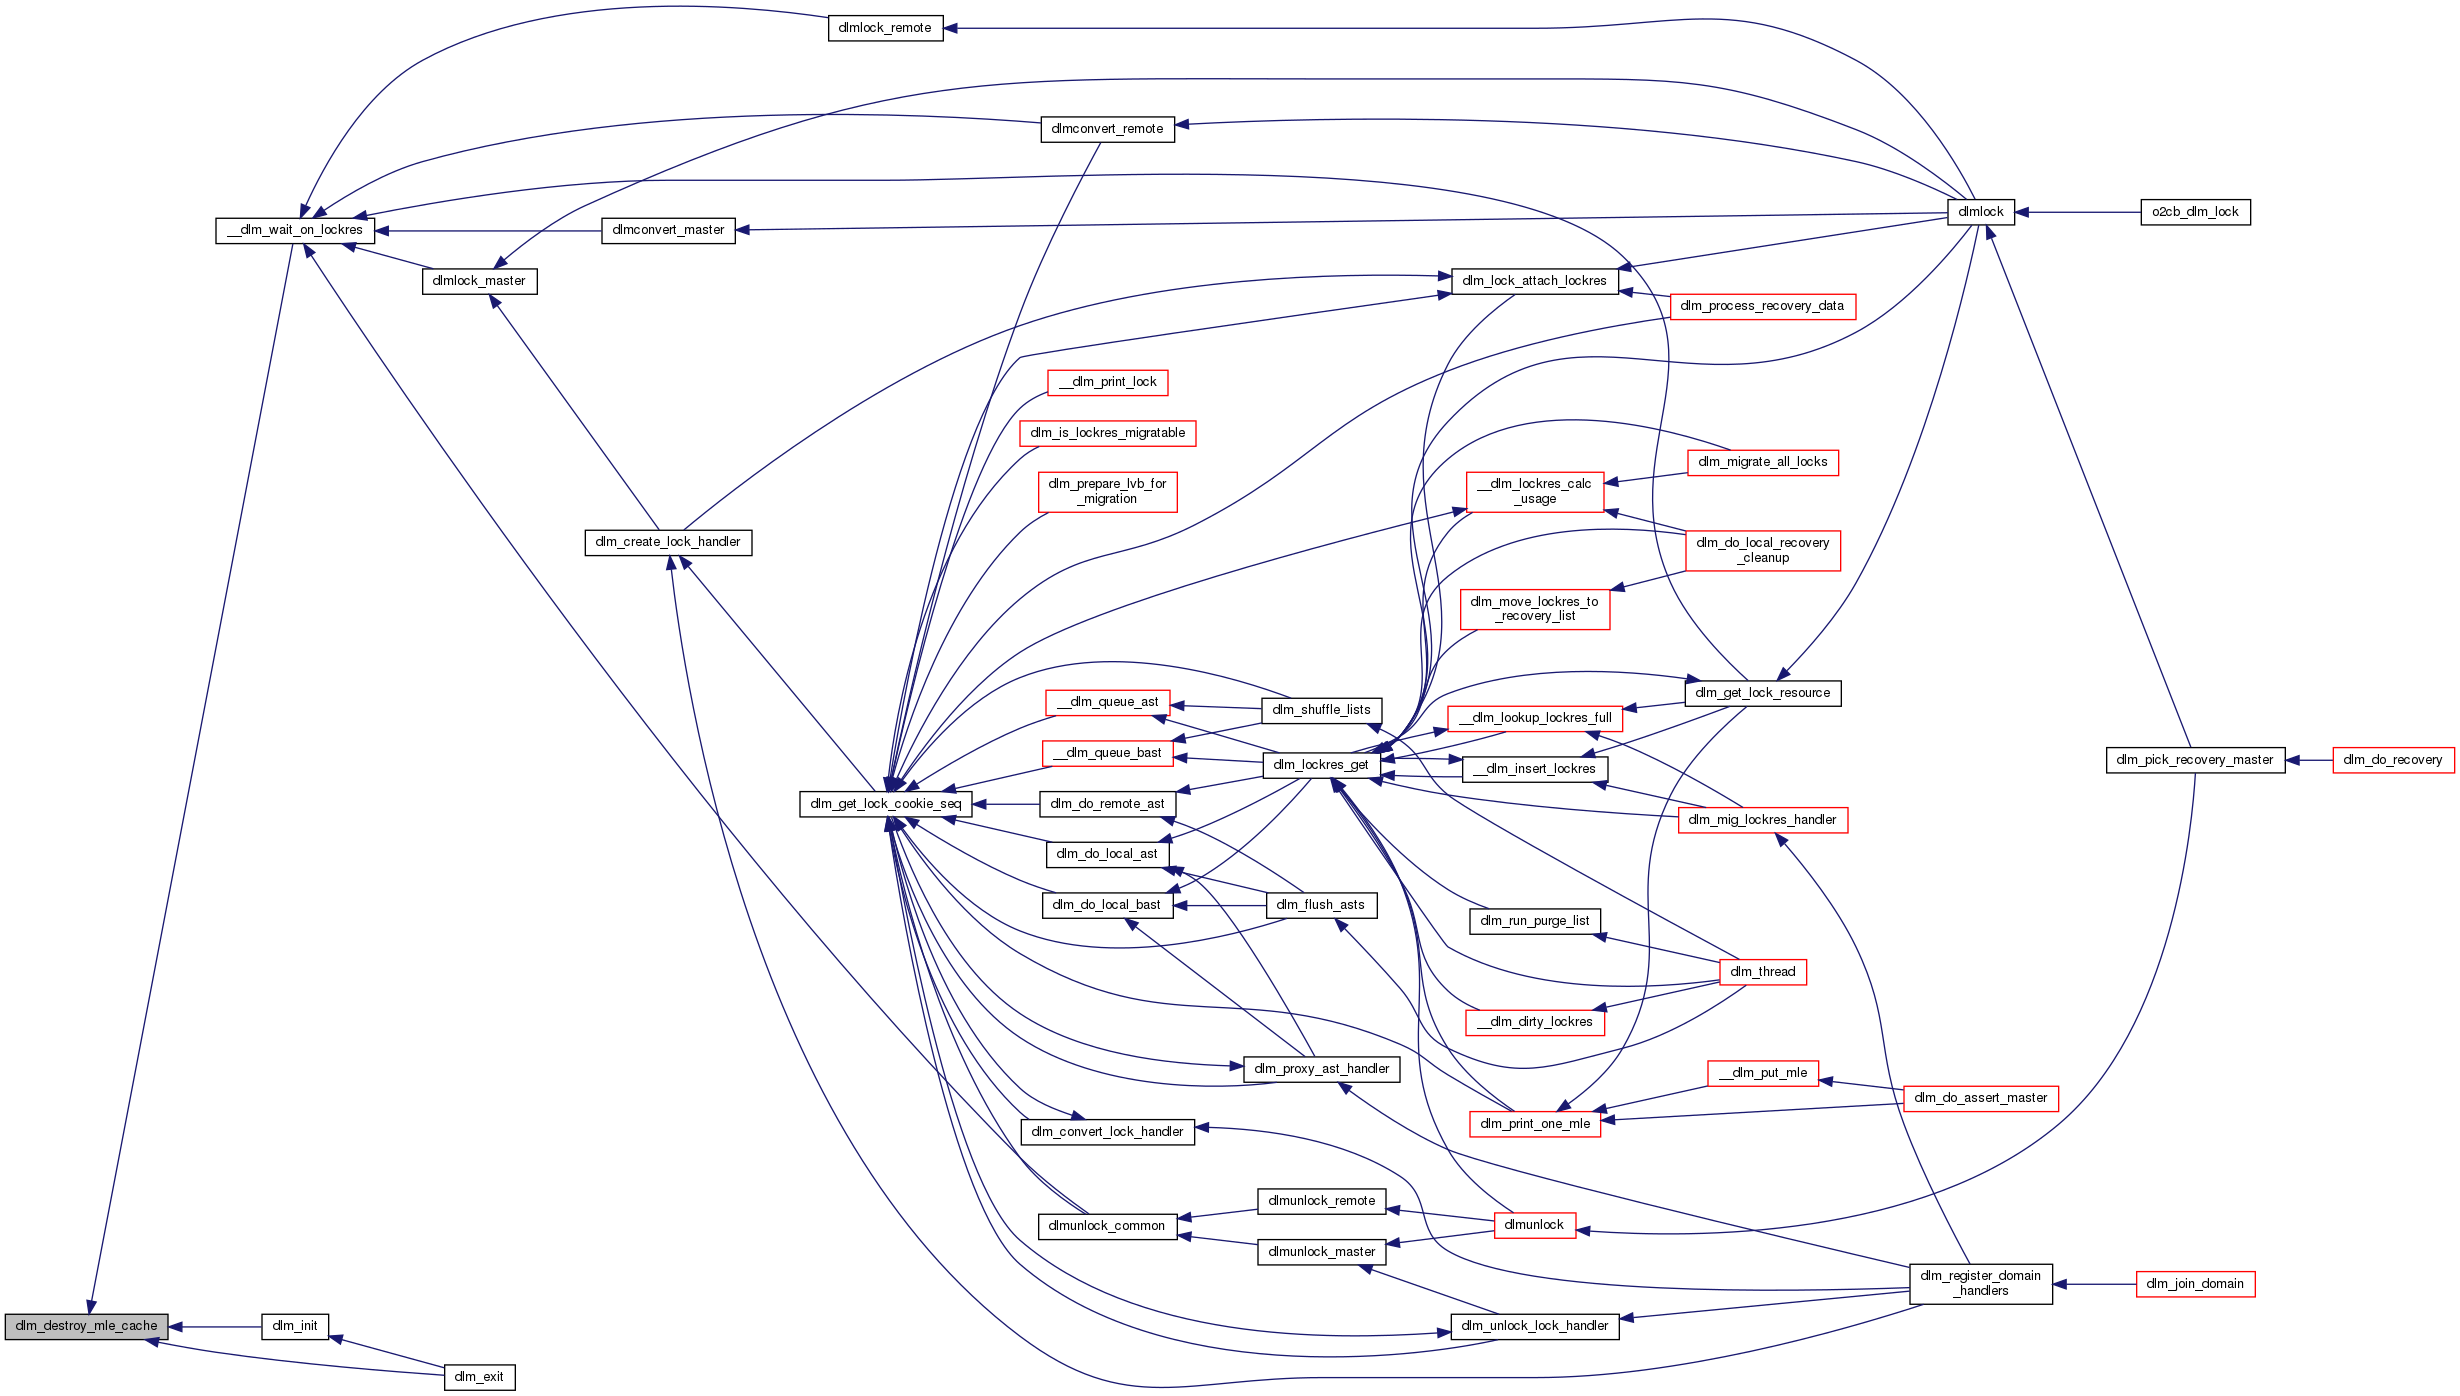 dlmlock_remote
dlmconvert_remote
__dlm_wait_on_lockres
dlmconvert_master
dlmlock
o2cb_dlm_lock
dlmlock_master
dlm_lock_attach_lockres
dlm_process_recovery_data
__dlm_print_lock
dlm_is_lockres_migratable
dlm_migrate_all_locks
dlm_prepare_lvb_for
_migration
__dlm_lockres_calc
_usage
dlm_create_lock_handler
dlm_do_local_recovery
_cleanup
dlm_move_lockres_to
_recovery_list
dlm_get_lock_resource
__dlm_queue_ast
dlm_shuffle_lists
__dlm_lookup_lockres_full
__dlm_queue_bast
dlm_lockres_get
__dlm_insert_lockres
dlm_pick_recovery_master
dlm_do_recovery
dlm_get_lock_cookie_seq
dlm_do_remote_ast
dlm_mig_lockres_handler
dlm_do_local_ast
dlm_do_local_bast
dlm_flush_asts
dlm_run_purge_list
dlm_thread
__dlm_dirty_lockres
dlm_proxy_ast_handler
__dlm_put_mle
dlm_do_assert_master
dlm_print_one_mle
dlm_convert_lock_handler
dlmunlock_remote
dlmunlock_common
dlmunlock
dlmunlock_master
dlm_register_domain
_handlers
dlm_join_domain
dlm_destroy_mle_cache
dlm_init
dlm_unlock_lock_handler
dlm_exit